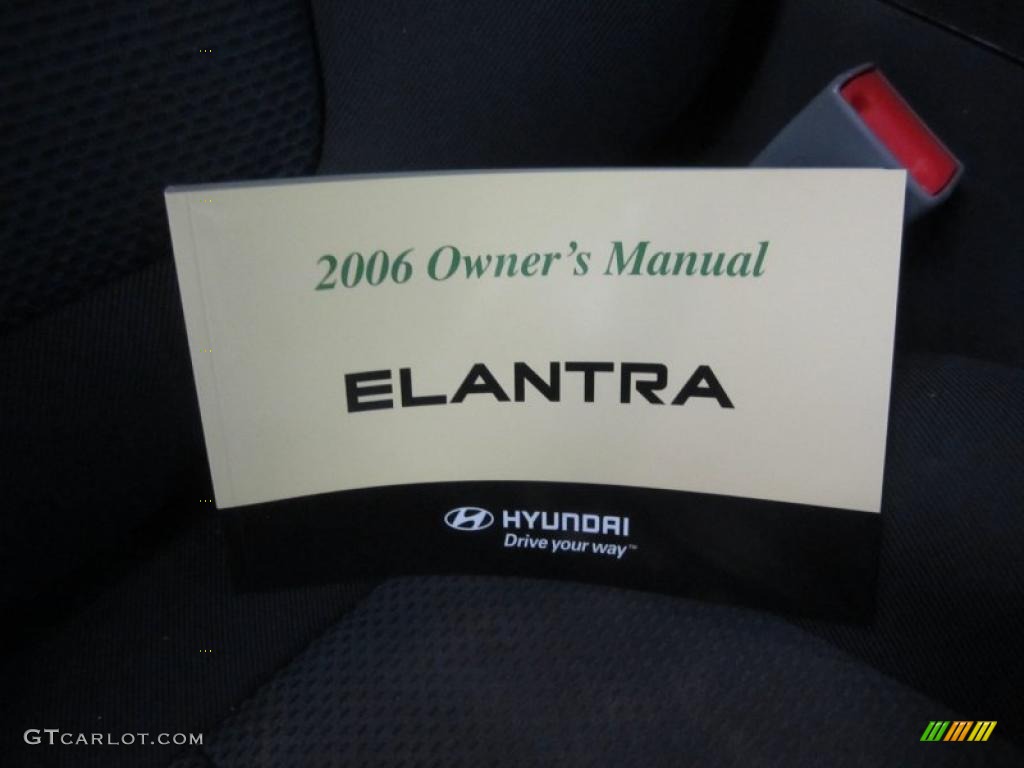 2006 Owner's Manual
ELANTRA
HYUNDAI
Drive your way™
GTCARLOT.COM